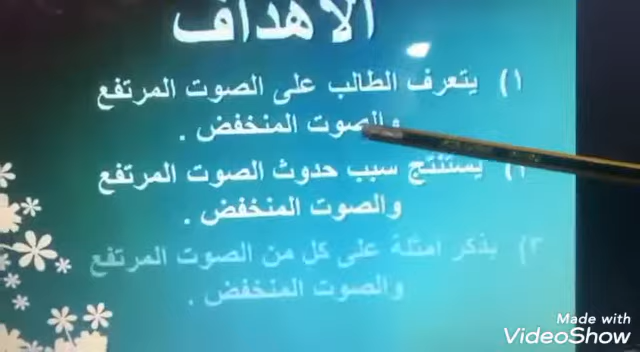 الأهداف
١) يتعرف الطالب على الصوت المرتفع
والصوت المنخفض .
٢) يستنتج سبب حدوث الصوت المرتفع
والصوت المنخفض .
٣) يذكر امثلة على كل من الصوت المرتفع
والصوت المنخفض .
Made with
VideoShow